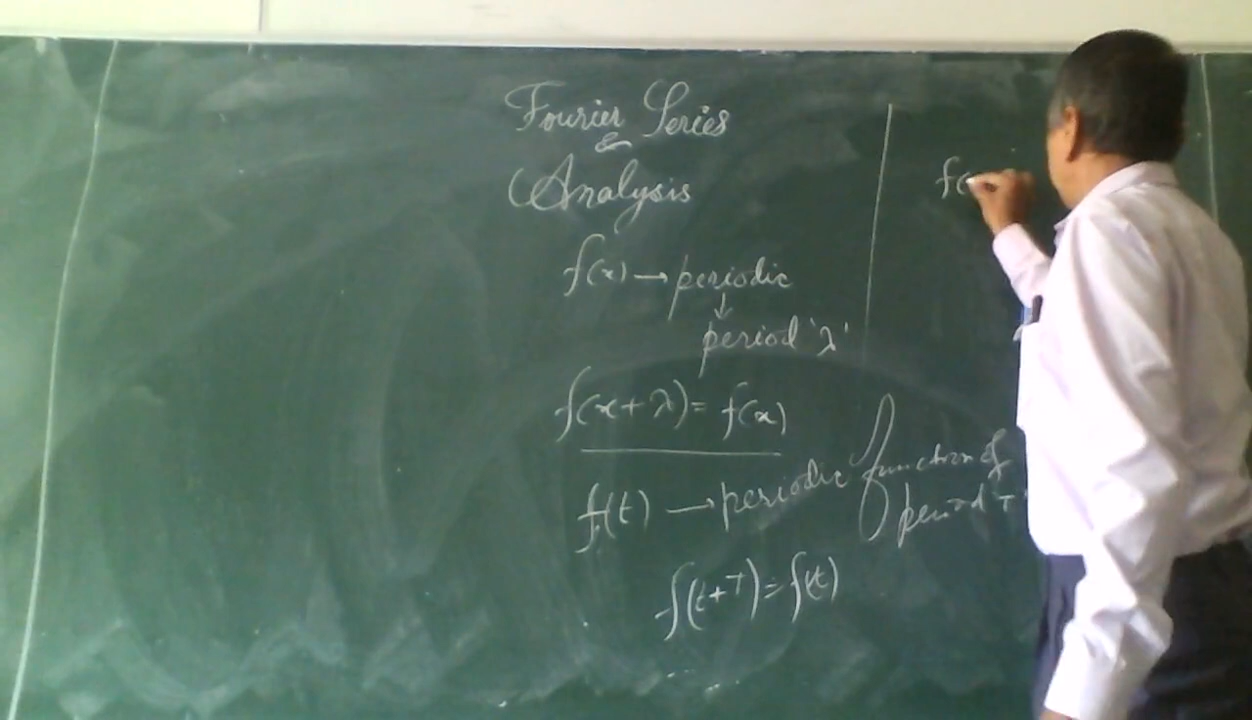 Fourier Series
&
Analysis
f(x) → periodic
↓
period 'λ'
f(x+λ) = f(x)
f(t) → periodic function of
period 'T'
f(t+T) = f(t)
f(